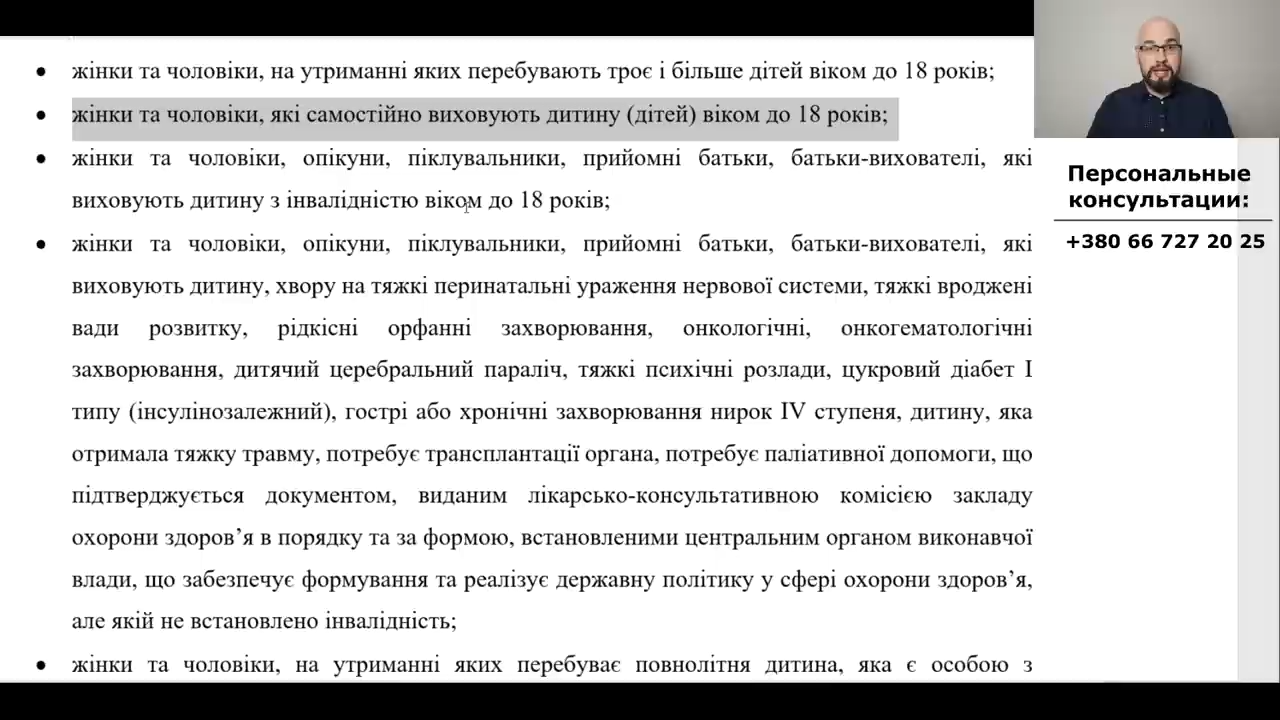 жінки та чоловіки, на утриманні яких перебувають троє і більше дітей віком до 18 років;
жінки та чоловіки, які самостійно виховують дитину (дітей) віком до 18 років;
жінки та чоловіки, опікуни, піклувальники, прийомні батьки, батьки-вихователі, які
виховують дитину з інвалідністю віком до 18 років;
жінки та чоловіки, опікуни, піклувальники, прийомні батьки, батьки-вихователі, які
виховують дитину, хвору на тяжкі перинатальні ураження нервової системи, тяжкі вроджені
вади розвитку, рідкісні орфанні захворювання, онкологічні, онкогематологічні
захворювання, дитячий церебральний параліч, тяжкі психічні розлади, цукровий діабет I
типу (інсулінозалежний), гострі або хронічні захворювання нирок IV ступеня, дитину, яка
отримала тяжку травму, потребує трансплантації органа, потребує паліативної допомоги, що
підтверджується документом, виданим лікарсько-консультативною комісією закладу
охорони здоров’я в порядку та за формою, встановленими центральним органом виконавчої
влади, що забезпечує формування та реалізує державну політику у сфері охорони здоров’я,
але якій не встановлено інвалідність;
жінки та чоловіки, на утриманні яких перебуває повнолітня дитина, яка є особою з
Персональные
консультации:
+380 66 727 20 25